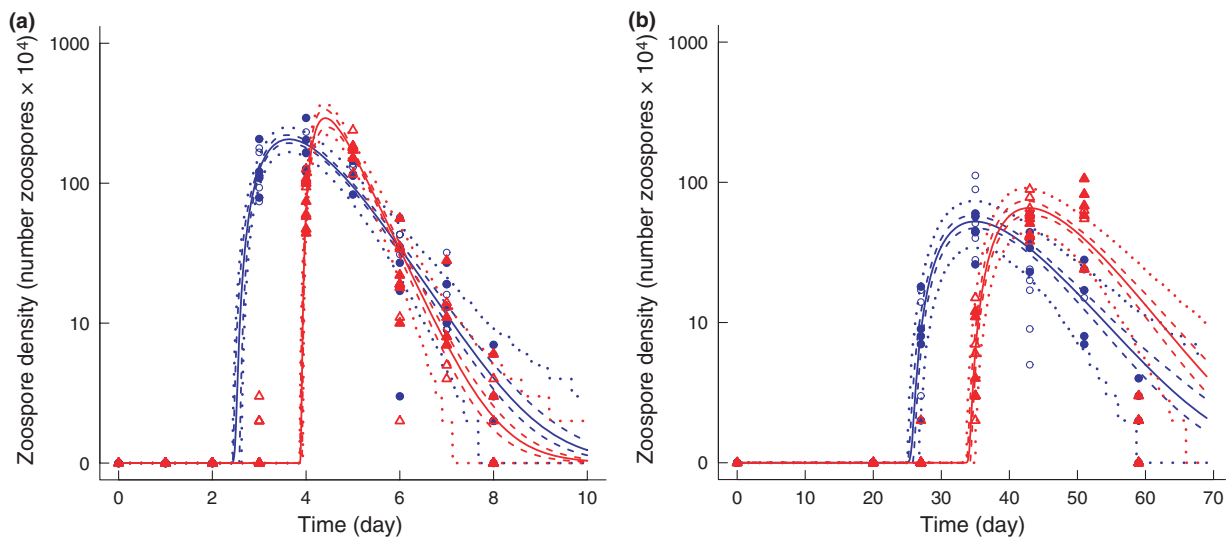 (a)
Zoospore density (number zoospores × 10⁴)
1000
100
10
0
0 2 4 6 8 10
Time (day)
(b)
Zoospore density (number zoospores × 10⁴)
1000
100
10
0
0 20 30 40 50 60 70
Time (day)